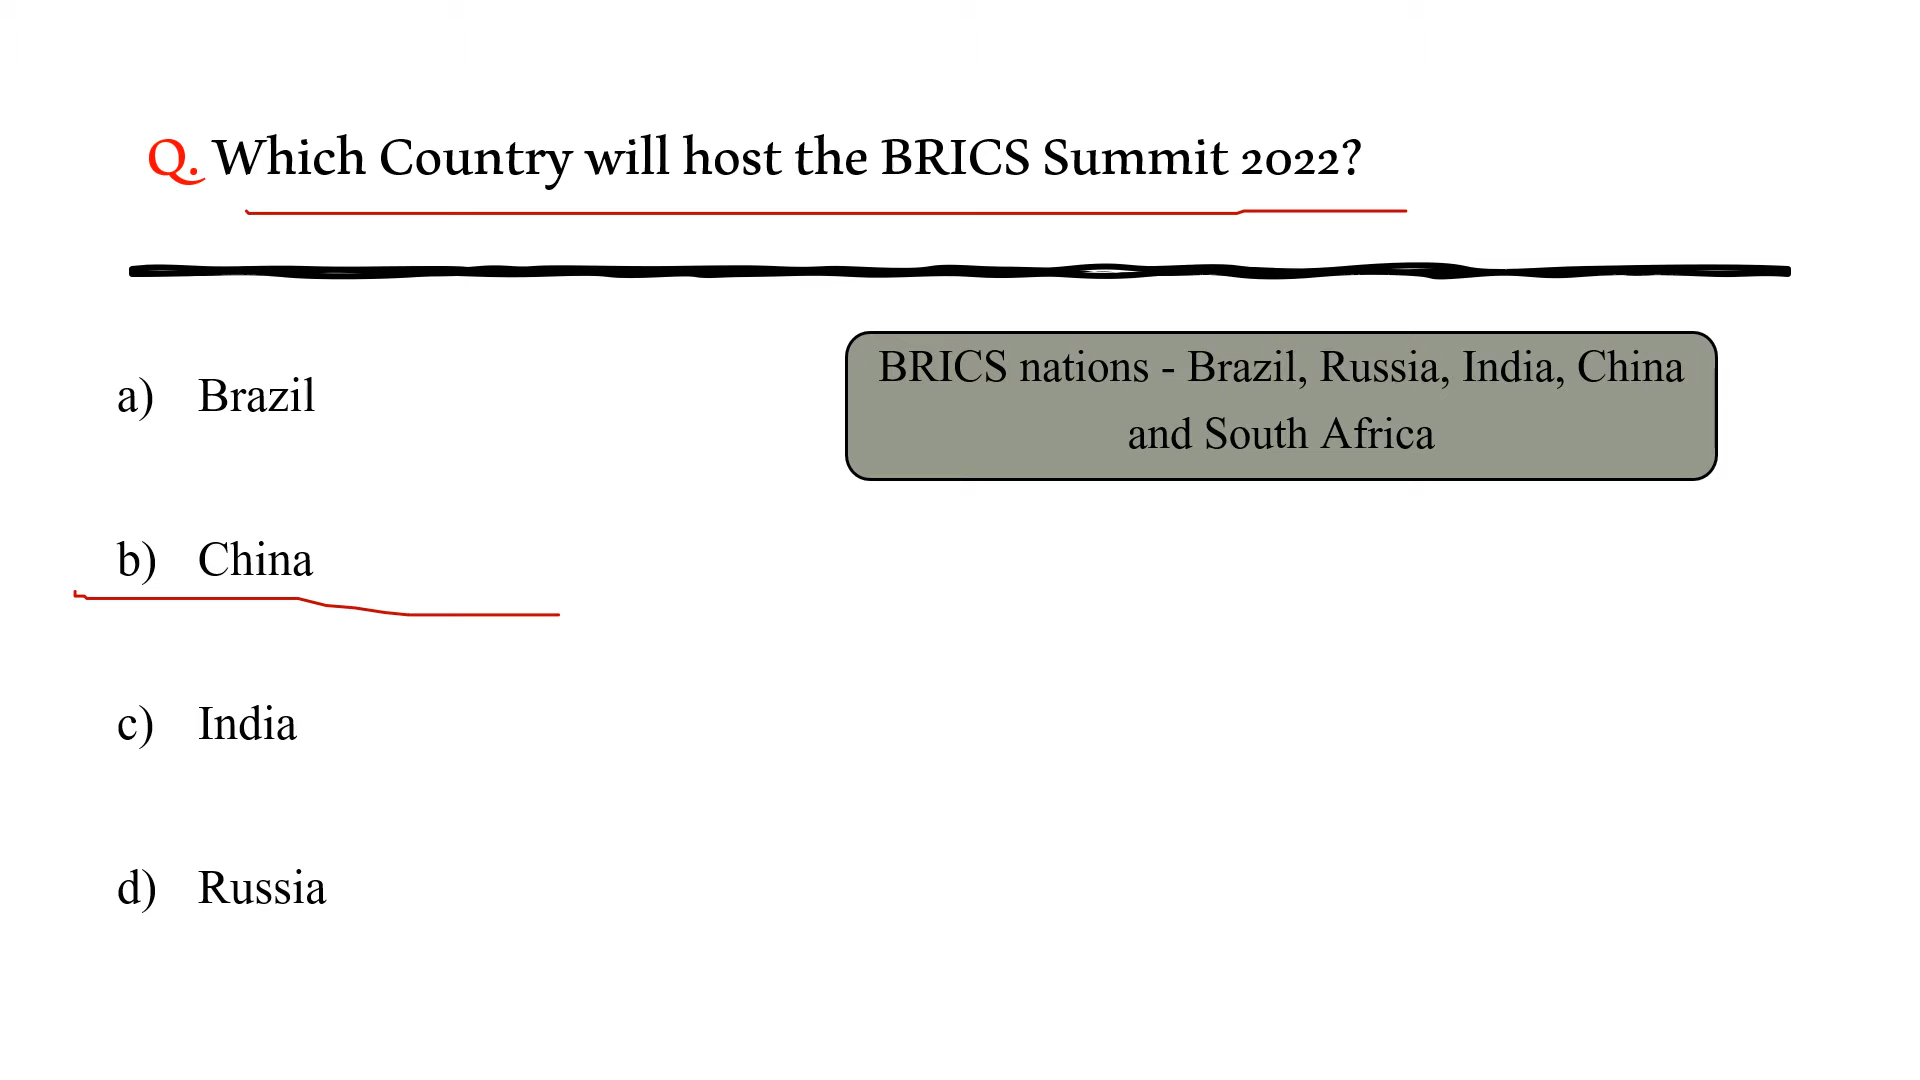 Q. Which Country will host the BRICS Summit 2022?
a) Brazil
BRICS nations - Brazil, Russia, India, China
and South Africa
b) China
c) India
d) Russia